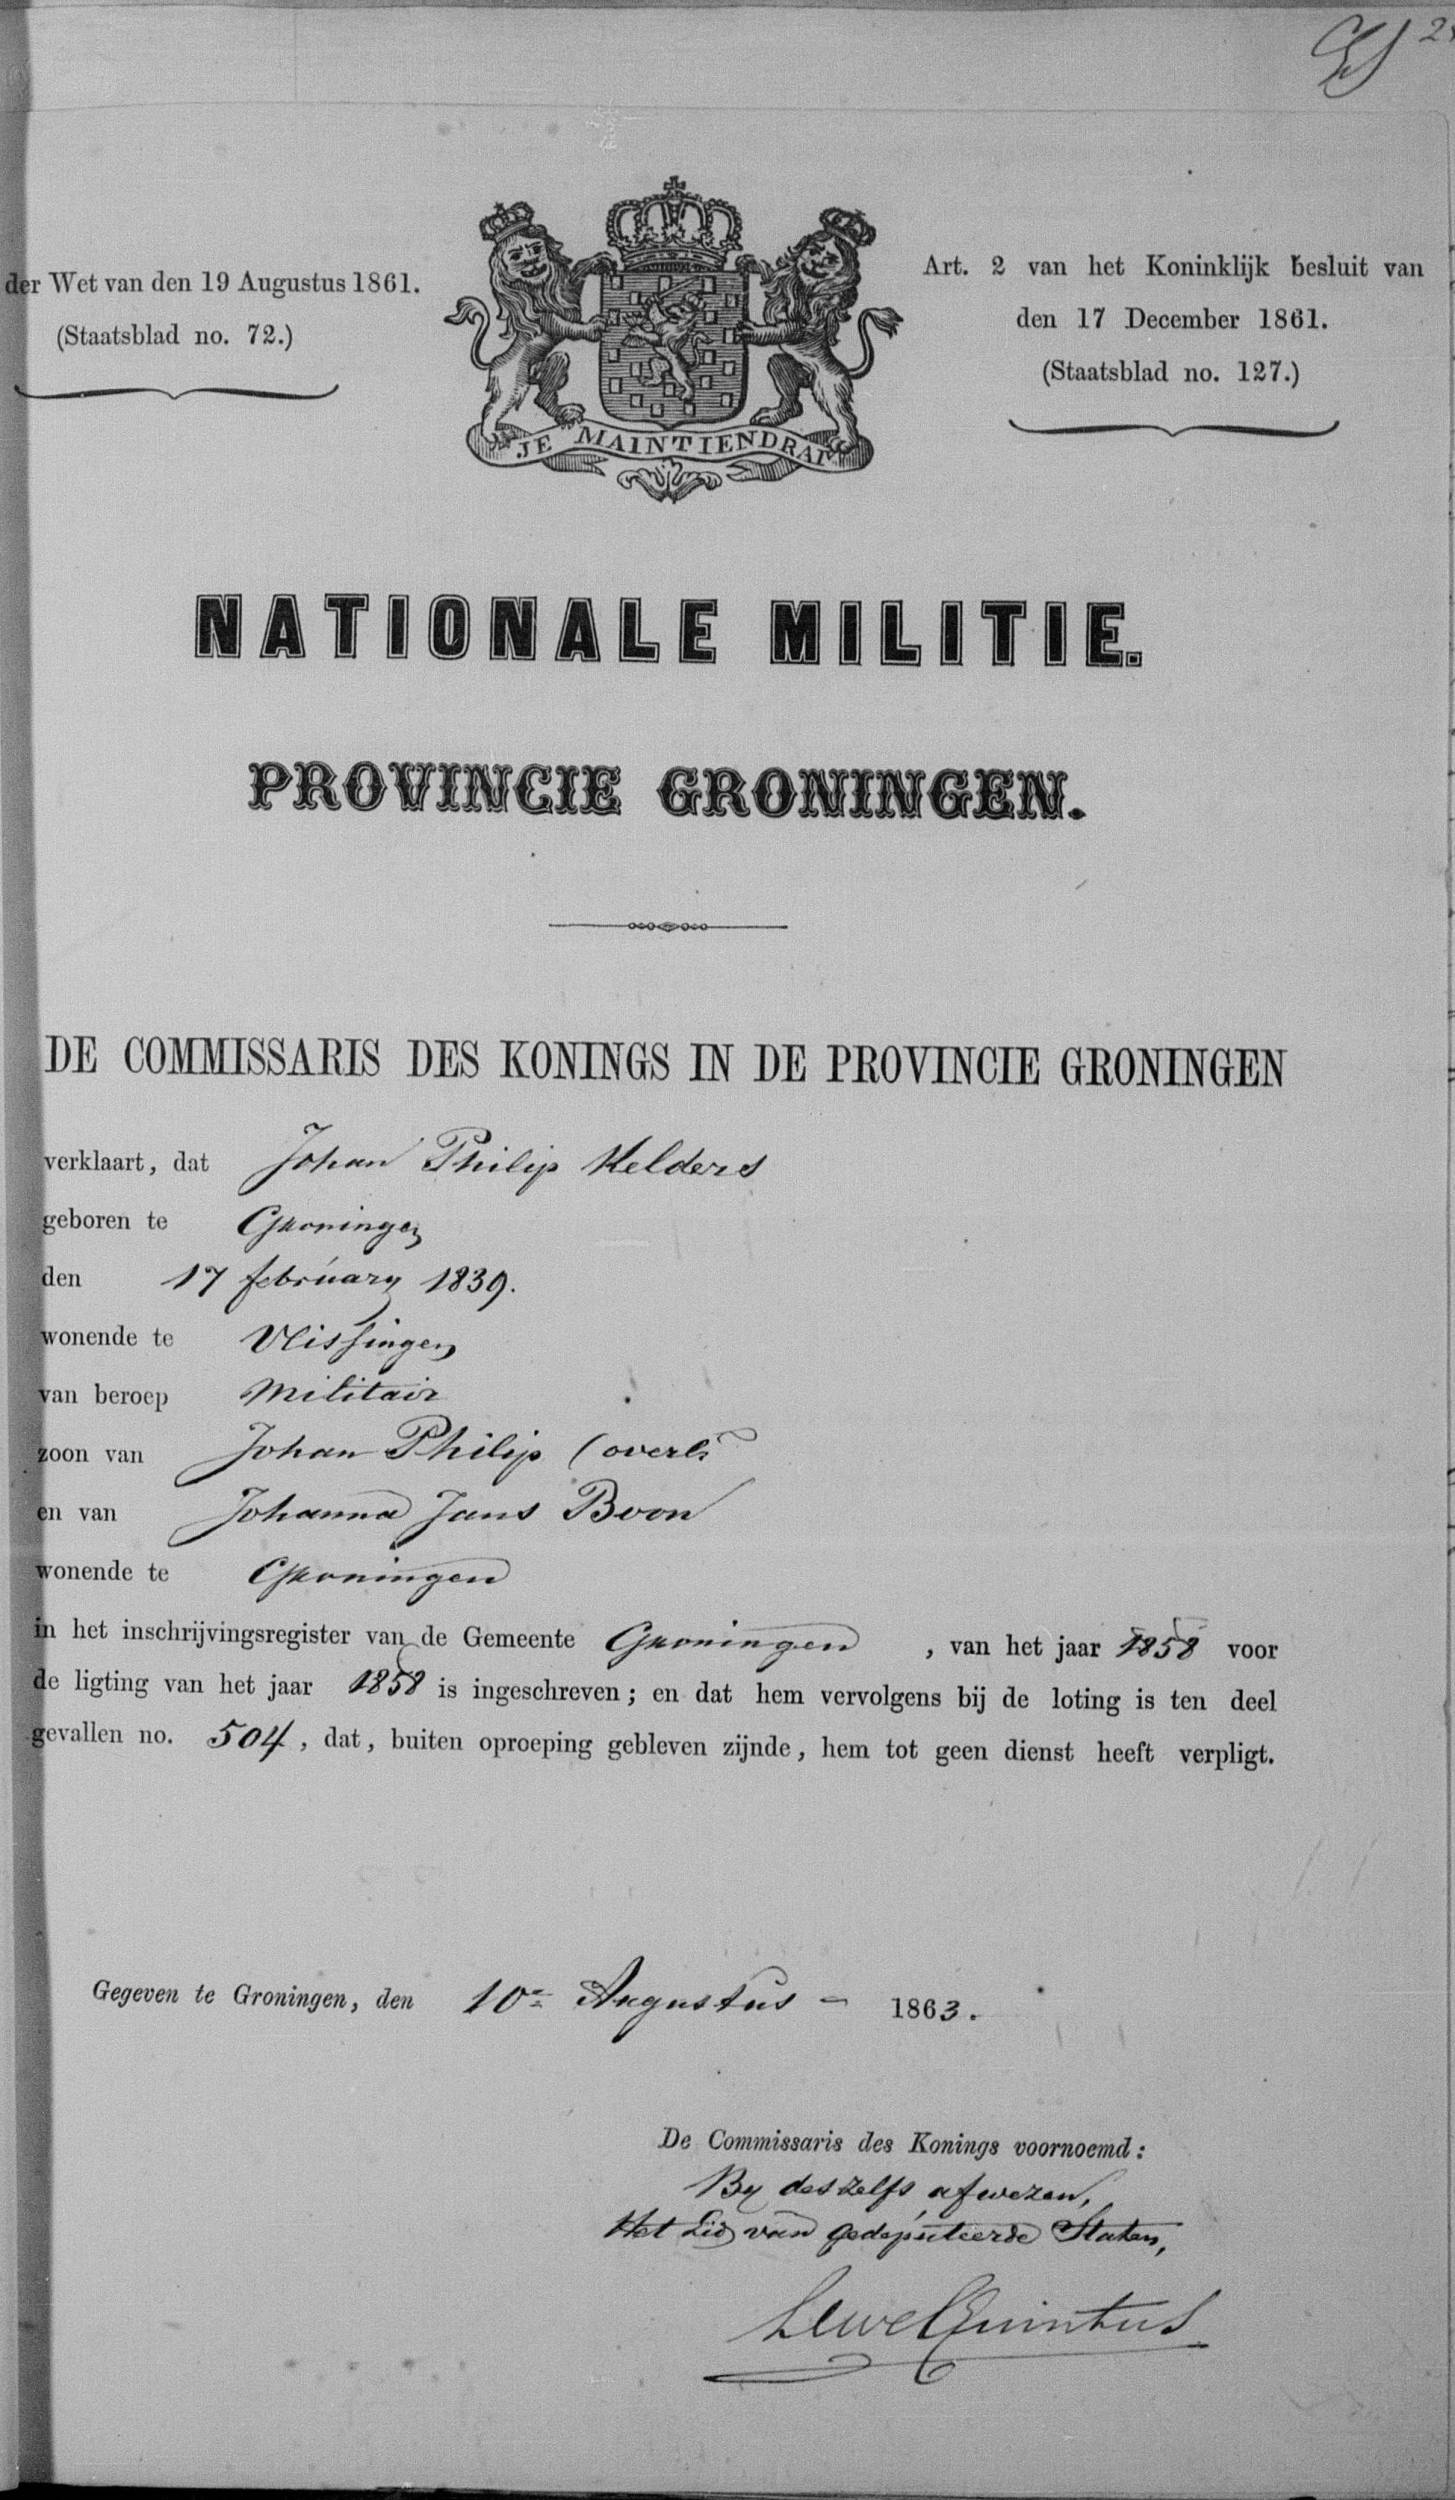 der Wet van den 19 Augustus 1861.
(Staatsblad no. 72.)
Art. 2 van het Koninklijk besluit van
den 17 December 1861.
(Staatsblad no. 127.)
JE MAINTIENDRAI
NATIONALE MILITIE.
PROVINCIE GRONINGEN.
DE COMMISSARIS DES KONINGS IN DE PROVINCIE GRONINGEN
verklaart, dat Johan Philip Kelders
geboren te Groningen
den 17 february 1839.
wonende te Vlissingen
van beroep Militair
zoon van Johan Philip (overl:)
en van Johanna Jans Boon
wonende te Groningen
in het inschrijvingsregister van de Gemeente Groningen, van het jaar 1858 voor
de ligting van het jaar 1858 is ingeschreven; en dat hem vervolgens bij de loting is ten deel
gevallen no. 504, dat, buiten oproeping gebleven zijnde, hem tot geen dienst heeft verpligt.
Gegeven te Groningen, den 10e Augustus - 1863.
De Commissaris des Konings voornoemd:
By deszelfs afwezen,
Het Lid van gedeputeerde Staten,
Lewe Quintus